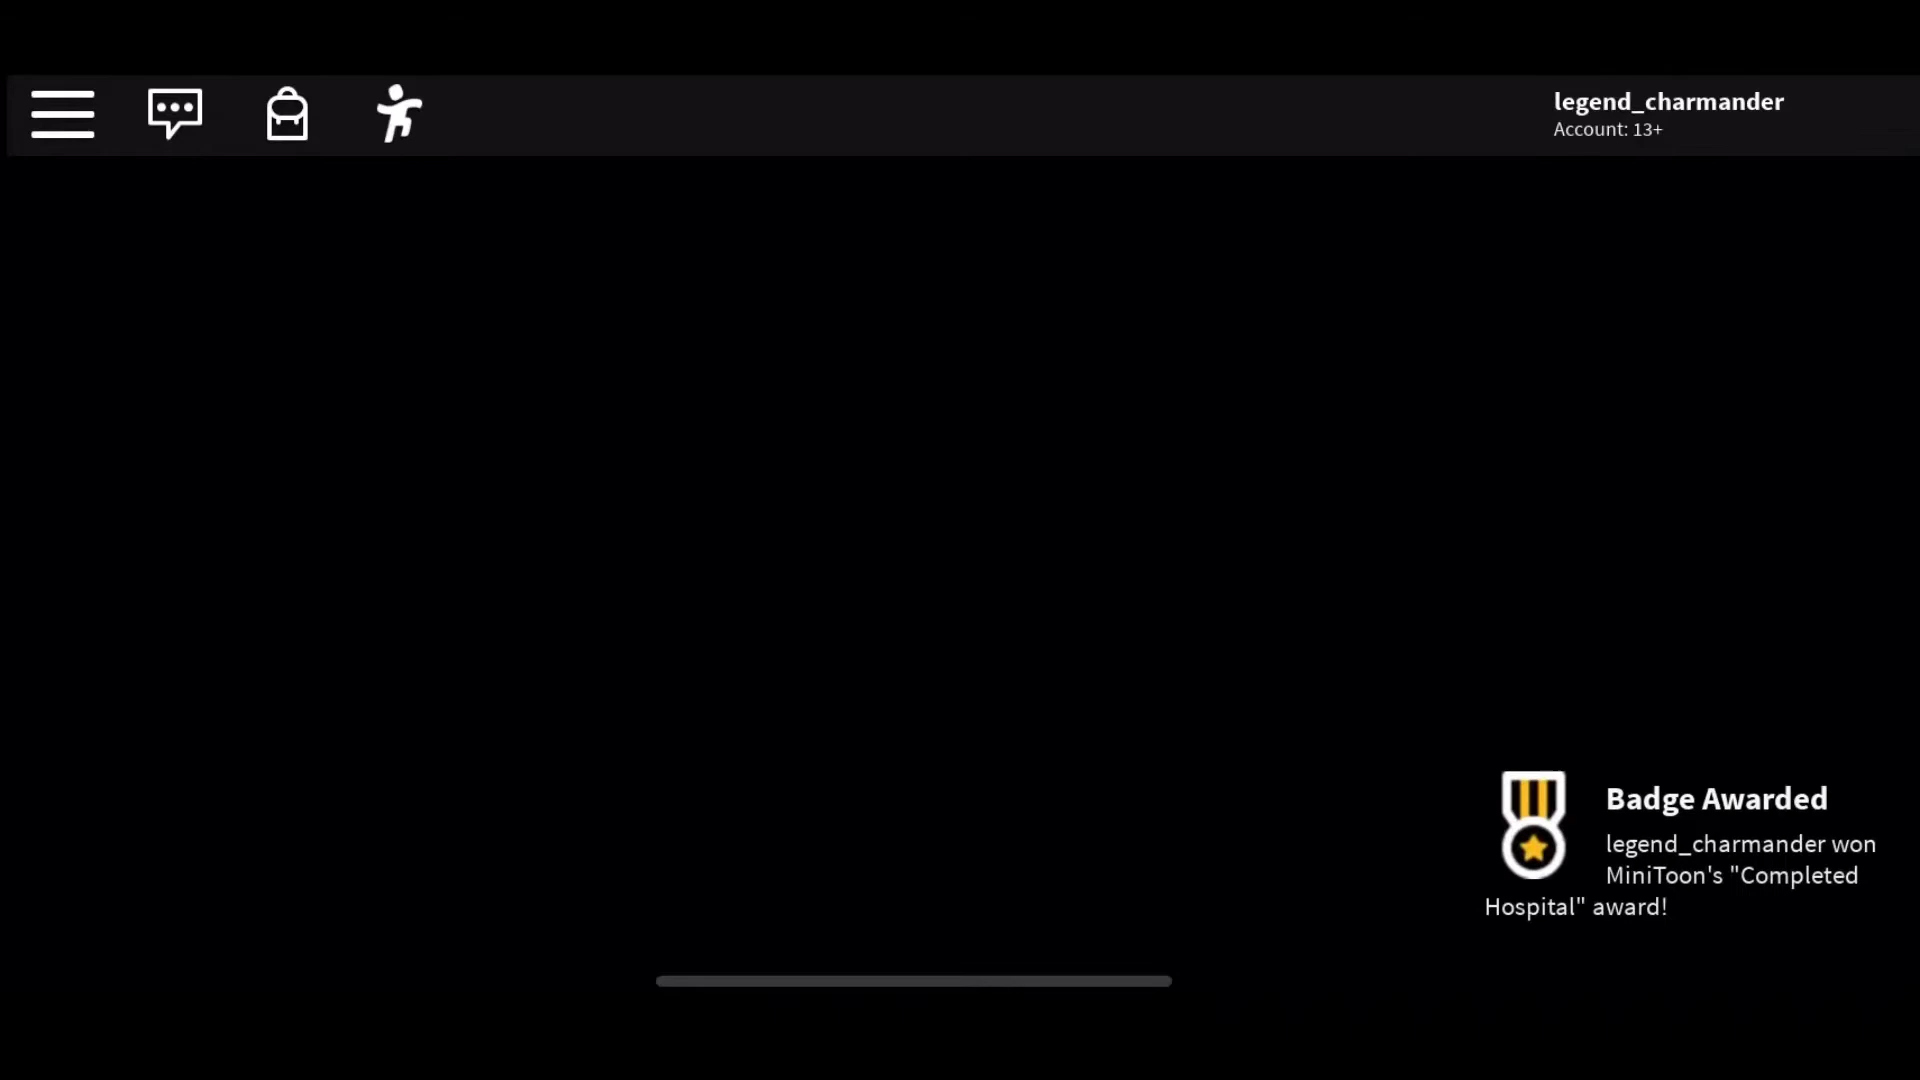 legend_charmander
Account: 13+
Badge Awarded
legend_charmander won
MiniToon's "Completed
Hospital" award!